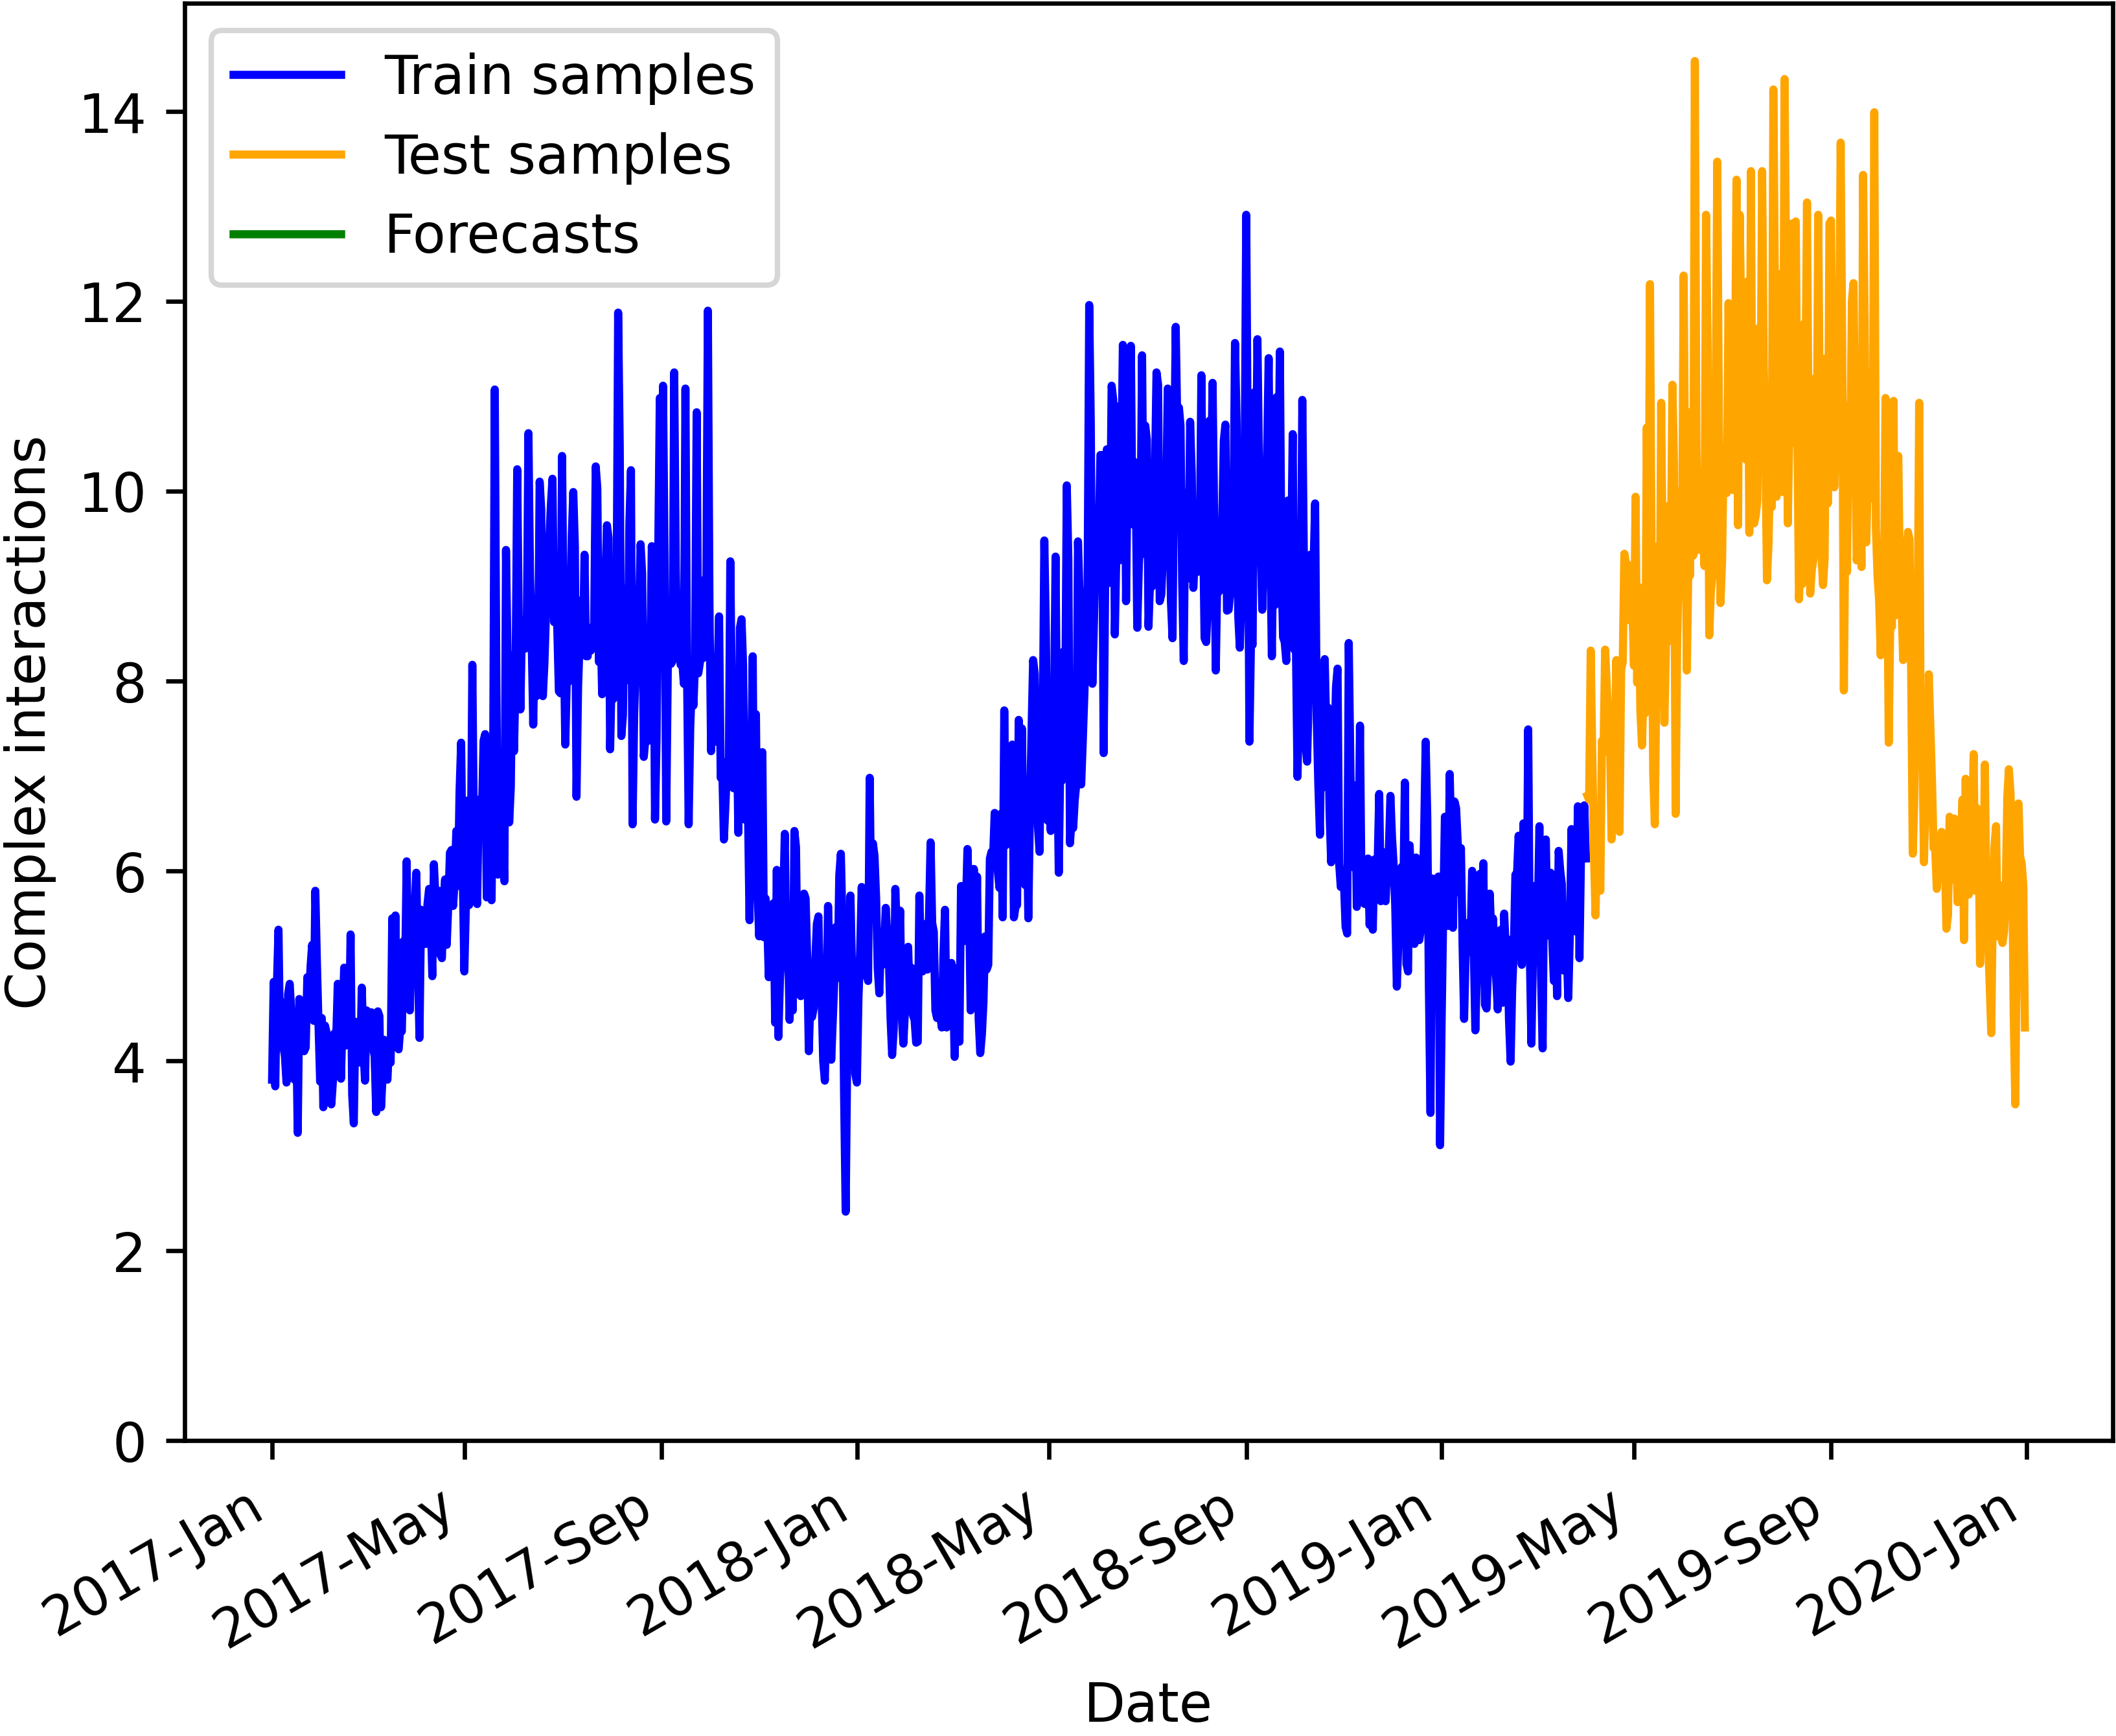 Train samples
Test samples
Forecasts
14
12
10
8
6
4
2
0
Complex interactions
2017-Jan
2017-May
2017-Sep
2018-Jan
2018-May
2018-Sep
2019-Jan
2019-May
2019-Sep
2020-Jan
Date